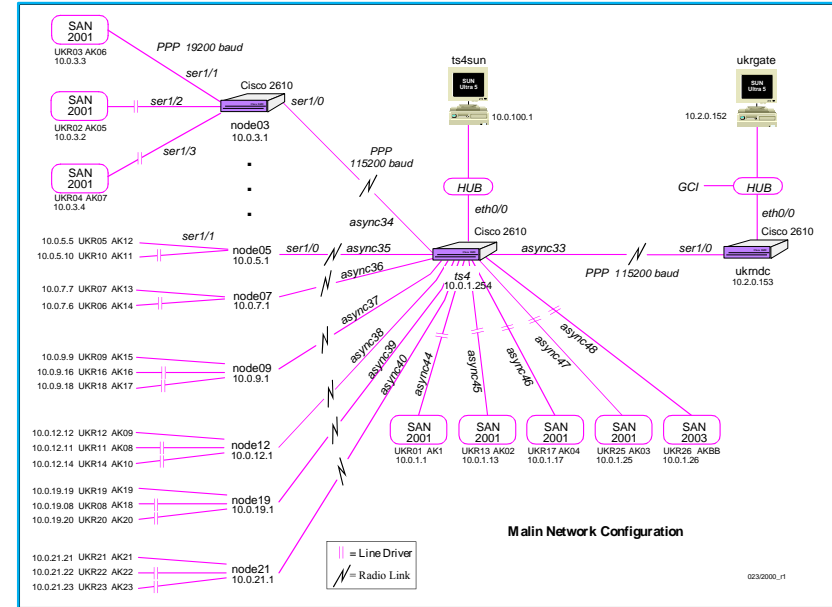 SAN
2001
UKR03 AK06
10.0.3.3
PPP 19200 baud
ser1/1
Cisco 2610
ser1/0
SAN
2001
UKR02 AK05
10.0.3.2
ser1/2
node03
10.0.3.1
ser1/3
SAN
2001
UKR04 AK07
10.0.3.4
ts4sun
SUN
Ultra 5
10.0.100.1
HUB
eth0/0
ukrgate
SUN
Ultra 5
10.2.0.152
GCI
HUB
eth0/0
PPP
115200 baud
async34
Cisco 2610
ts4
10.0.1.254
async33
PPP 115200 baud
ser1/0
Cisco 2610
ukrndc
10.2.0.153
10.0.5.5 UKR05 AK12
10.0.5.10 UKR10 AK11
ser1/1
node05
10.0.5.1
ser1/0
async35
10.0.7.7 UKR07 AK13
10.0.7.6 UKR06 AK14
node07
10.0.7.1
async36
10.0.9.9 UKR09 AK15
10.0.9.16 UKR16 AK16
10.0.9.18 UKR18 AK17
node09
10.0.9.1
async37
10.0.12.12 UKR12 AK09
10.0.12.11 UKR11 AK08
10.0.12.14 UKR14 AK10
node12
10.0.12.1
async38
10.0.19.19 UKR19 AK19
10.0.19.08 UKR08 AK18
10.0.19.20 UKR20 AK20
node19
10.0.19.1
async39
10.0.21.21 UKR21 AK21
10.0.21.22 UKR22 AK22
10.0.21.23 UKR23 AK23
node21
10.0.21.1
async40
async44
async45
async46
async47
async48
SAN
2001
UKR01 AK1
10.0.1.1
SAN
2001
UKR13 AK02
10.0.1.13
SAN
2001
UKR17 AK04
10.0.1.17
SAN
2001
UKR25 AK03
10.0.1.25
SAN
2003
UKR26 AKBB
10.0.1.26
Malin Network Configuration
= Line Driver
= Radio Link
023/2000_r1